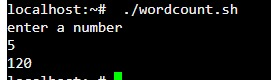 localhost:~#  ./wordcount.sh
enter a number
5
120